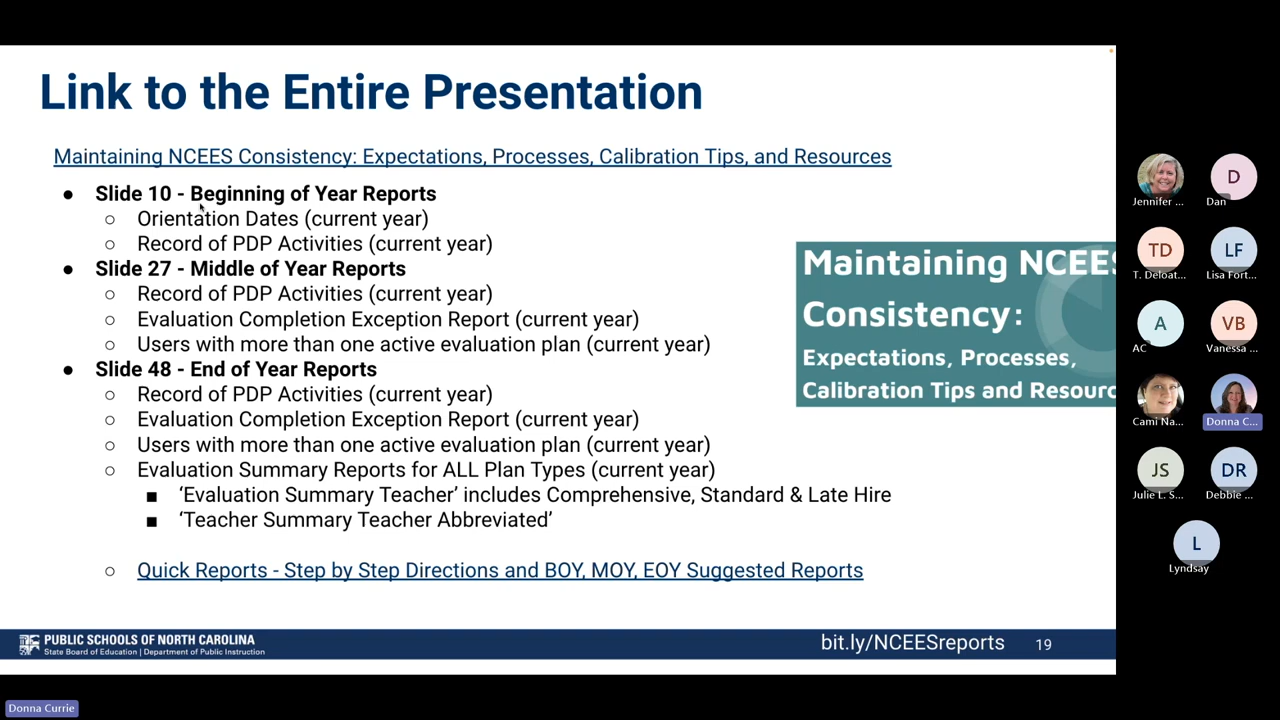 Link to the Entire Presentation
Maintaining NCEES Consistency: Expectations, Processes, Calibration Tips, and Resources
● Slide 10 - Beginning of Year Reports
○ Orientation Dates (current year)
○ Record of PDP Activities (current year)
● Slide 27 - Middle of Year Reports
○ Record of PDP Activities (current year)
○ Evaluation Completion Exception Report (current year)
○ Users with more than one active evaluation plan (current year)
● Slide 48 - End of Year Reports
○ Record of PDP Activities (current year)
○ Evaluation Completion Exception Report (current year)
○ Users with more than one active evaluation plan (current year)
○ Evaluation Summary Reports for ALL Plan Types (current year)
■ ‘Evaluation Summary Teacher’ includes Comprehensive, Standard & Late Hire
■ ‘Teacher Summary Teacher Abbreviated’
○ Quick Reports - Step by Step Directions and BOY, MOY, EOY Suggested Reports
Maintaining NCEES
Consistency:
Expectations, Processes,
Calibration Tips and Resourc
PUBLIC SCHOOLS OF NORTH CAROLINA
State Board of Education | Department of Public Instruction
bit.ly/NCEESreports
19
D
Jennifer ...
Dan
TD
LF
T. Deloat...
Lisa Fort...
A
VB
AC
Vanessa ...
Cami Na...
Donna C...
JS
DR
Julie L. S...
Debbie ...
L
Lyndsay
Donna Currie